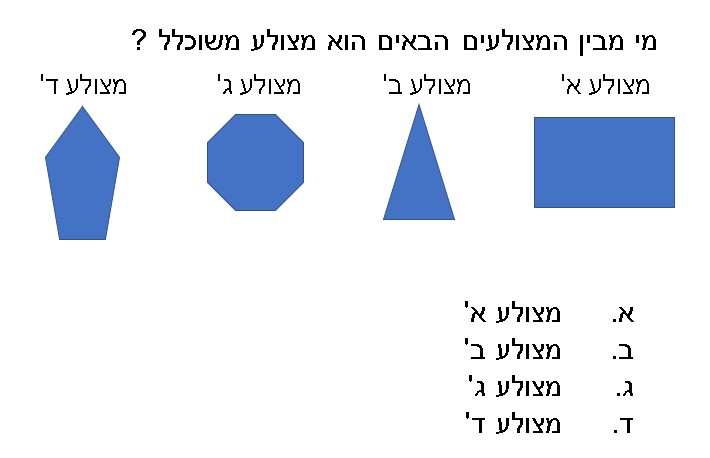 מי מבין המצולעים הבאים הוא מצולע משוכלל ?
מצולע א' מצולע ב' מצולע ג' מצולע ד'
א. מצולע א'
ב. מצולע ב'
ג. מצולע ג'
ד. מצולע ד'